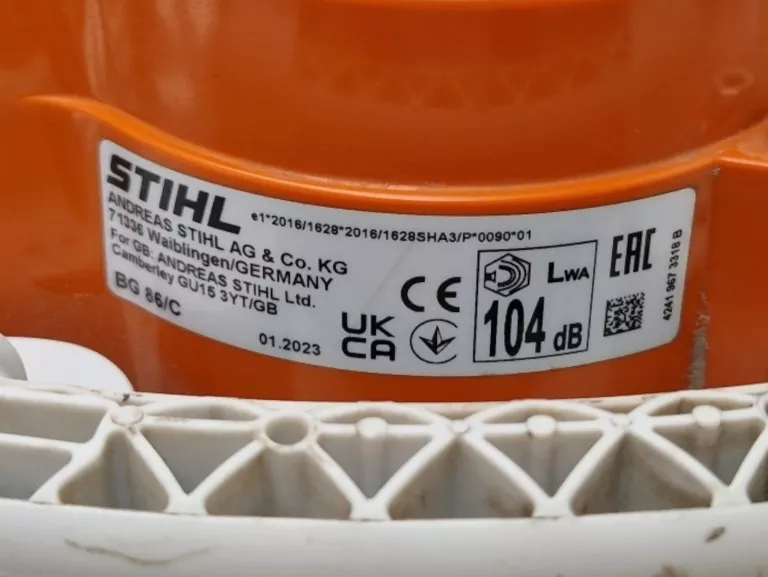 STIHL
e1*2016/1628*2016/1628SHA3/P*0090*01
ANDREAS STIHL AG & Co. KG
71336 Waiblingen/GERMANY
For GB: ANDREAS STIHL Ltd.
Camberley GU15 3YT/GB
BG 86/C
01.2023
CE
UK
CA
LWA
104 dB
EAC
4241 967 3318 B